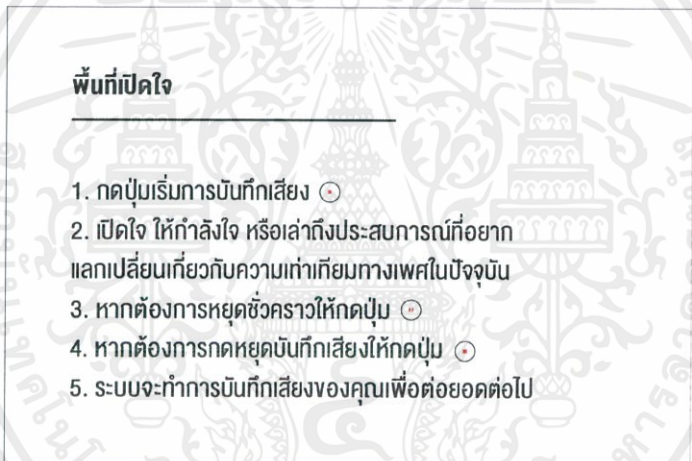 พื้นที่เปิดใจ
1. กดปุ่มเริ่มการบันทึกเสียง
2. เปิดใจ ให้กำลังใจ หรือเล่าถึงประสบการณ์ที่อยาก
แลกเปลี่ยนเกี่ยวกับความเท่าเทียมทางเพศในปัจจุบัน
3. หากต้องการหยุดชั่วคราวให้กดปุ่ม
4. หากต้องการกดหยุดบันทึกเสียงให้กดปุ่ม
5. ระบบจะทำการบันทึกเสียงของคุณเพื่อต่อยอดต่อไป